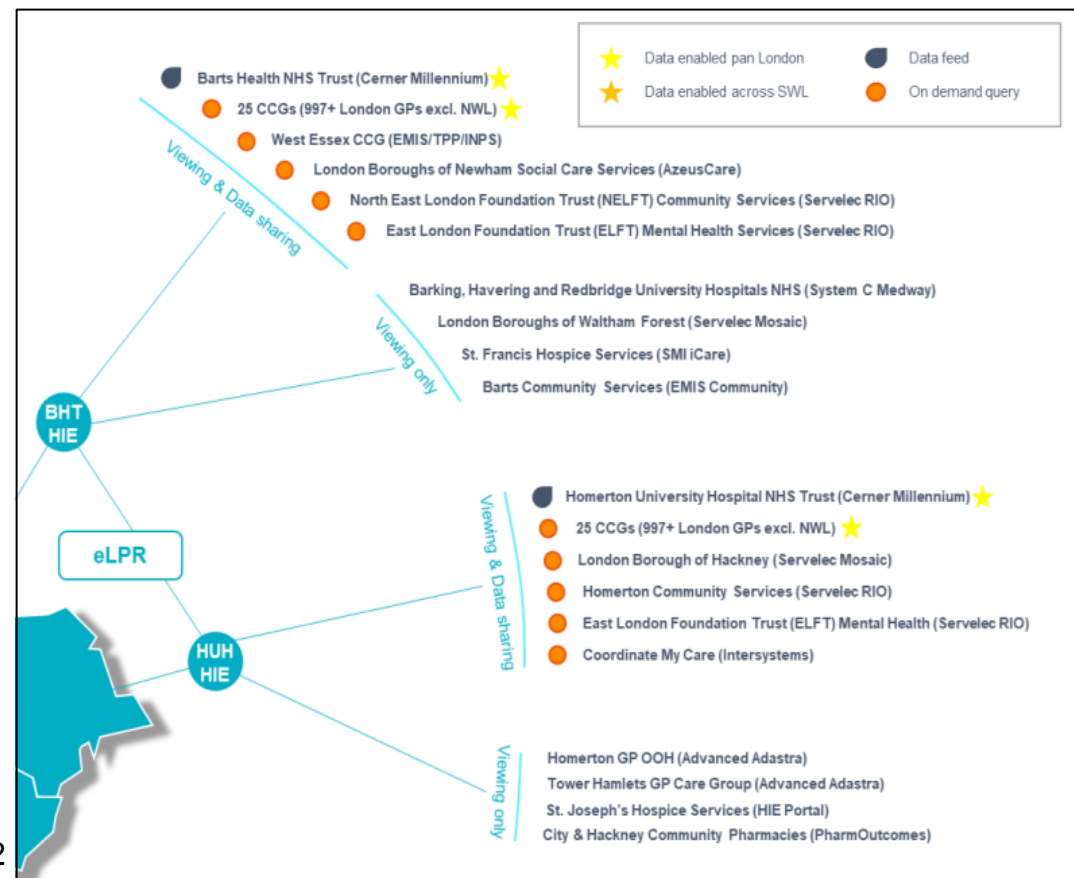 Data enabled pan London
Data feed
Data enabled across SWL
On demand query
Barts Health NHS Trust (Cerner Millennium)
25 CCGs (997+ London GPs excl. NWL)
West Essex CCG (EMIS/TPP/INPS)
London Boroughs of Newham Social Care Services (AzeusCare)
North East London Foundation Trust (NELFT) Community Services (Servelec RIO)
East London Foundation Trust (ELFT) Mental Health Services (Servelec RIO)
Viewing & Data sharing
Barking, Havering and Redbridge University Hospitals NHS (System C Medway)
London Boroughs of Waltham Forest (Servelec Mosaic)
St. Francis Hospice Services (SMI iCare)
Barts Community Services (EMIS Community)
Viewing only
BHT
HIE
eLPR
HUH
HIE
Homerton University Hospital NHS Trust (Cerner Millennium)
25 CCGs (997+ London GPs excl. NWL)
London Borough of Hackney (Servelec Mosaic)
Homerton Community Services (Servelec RIO)
East London Foundation Trust (ELFT) Mental Health (Servelec RIO)
Coordinate My Care (Intersystems)
Viewing & Data sharing
Homerton GP OOH (Advanced Adastra)
Tower Hamlets GP Care Group (Advanced Adastra)
St. Joseph's Hospice Services (HIE Portal)
City & Hackney Community Pharmacies (PharmOutcomes)
Viewing only
2